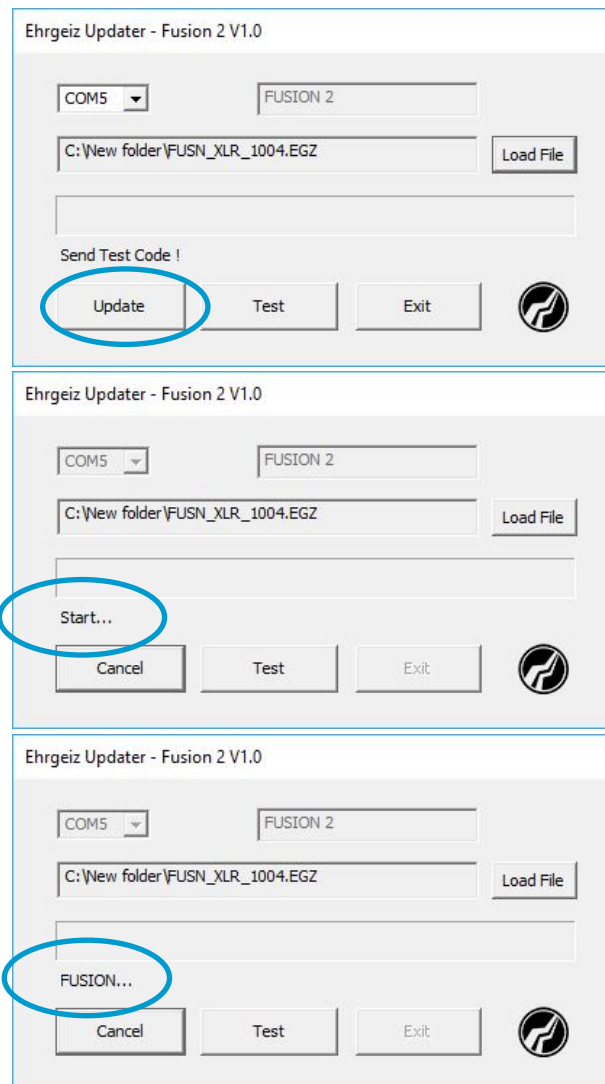 Ehrgeiz Updater - Fusion 2 V1.0
COM5 FUSION 2
C:\New folder\FUSN_XLR_1004.EGZ Load File
Send Test Code !
Update Test Exit
Ehrgeiz Updater - Fusion 2 V1.0
COM5 FUSION 2
C:\New folder\FUSN_XLR_1004.EGZ Load File
Start...
Cancel Test Exit
Ehrgeiz Updater - Fusion 2 V1.0
COM5 FUSION 2
C:\New folder\FUSN_XLR_1004.EGZ Load File
FUSION...
Cancel Test Exit